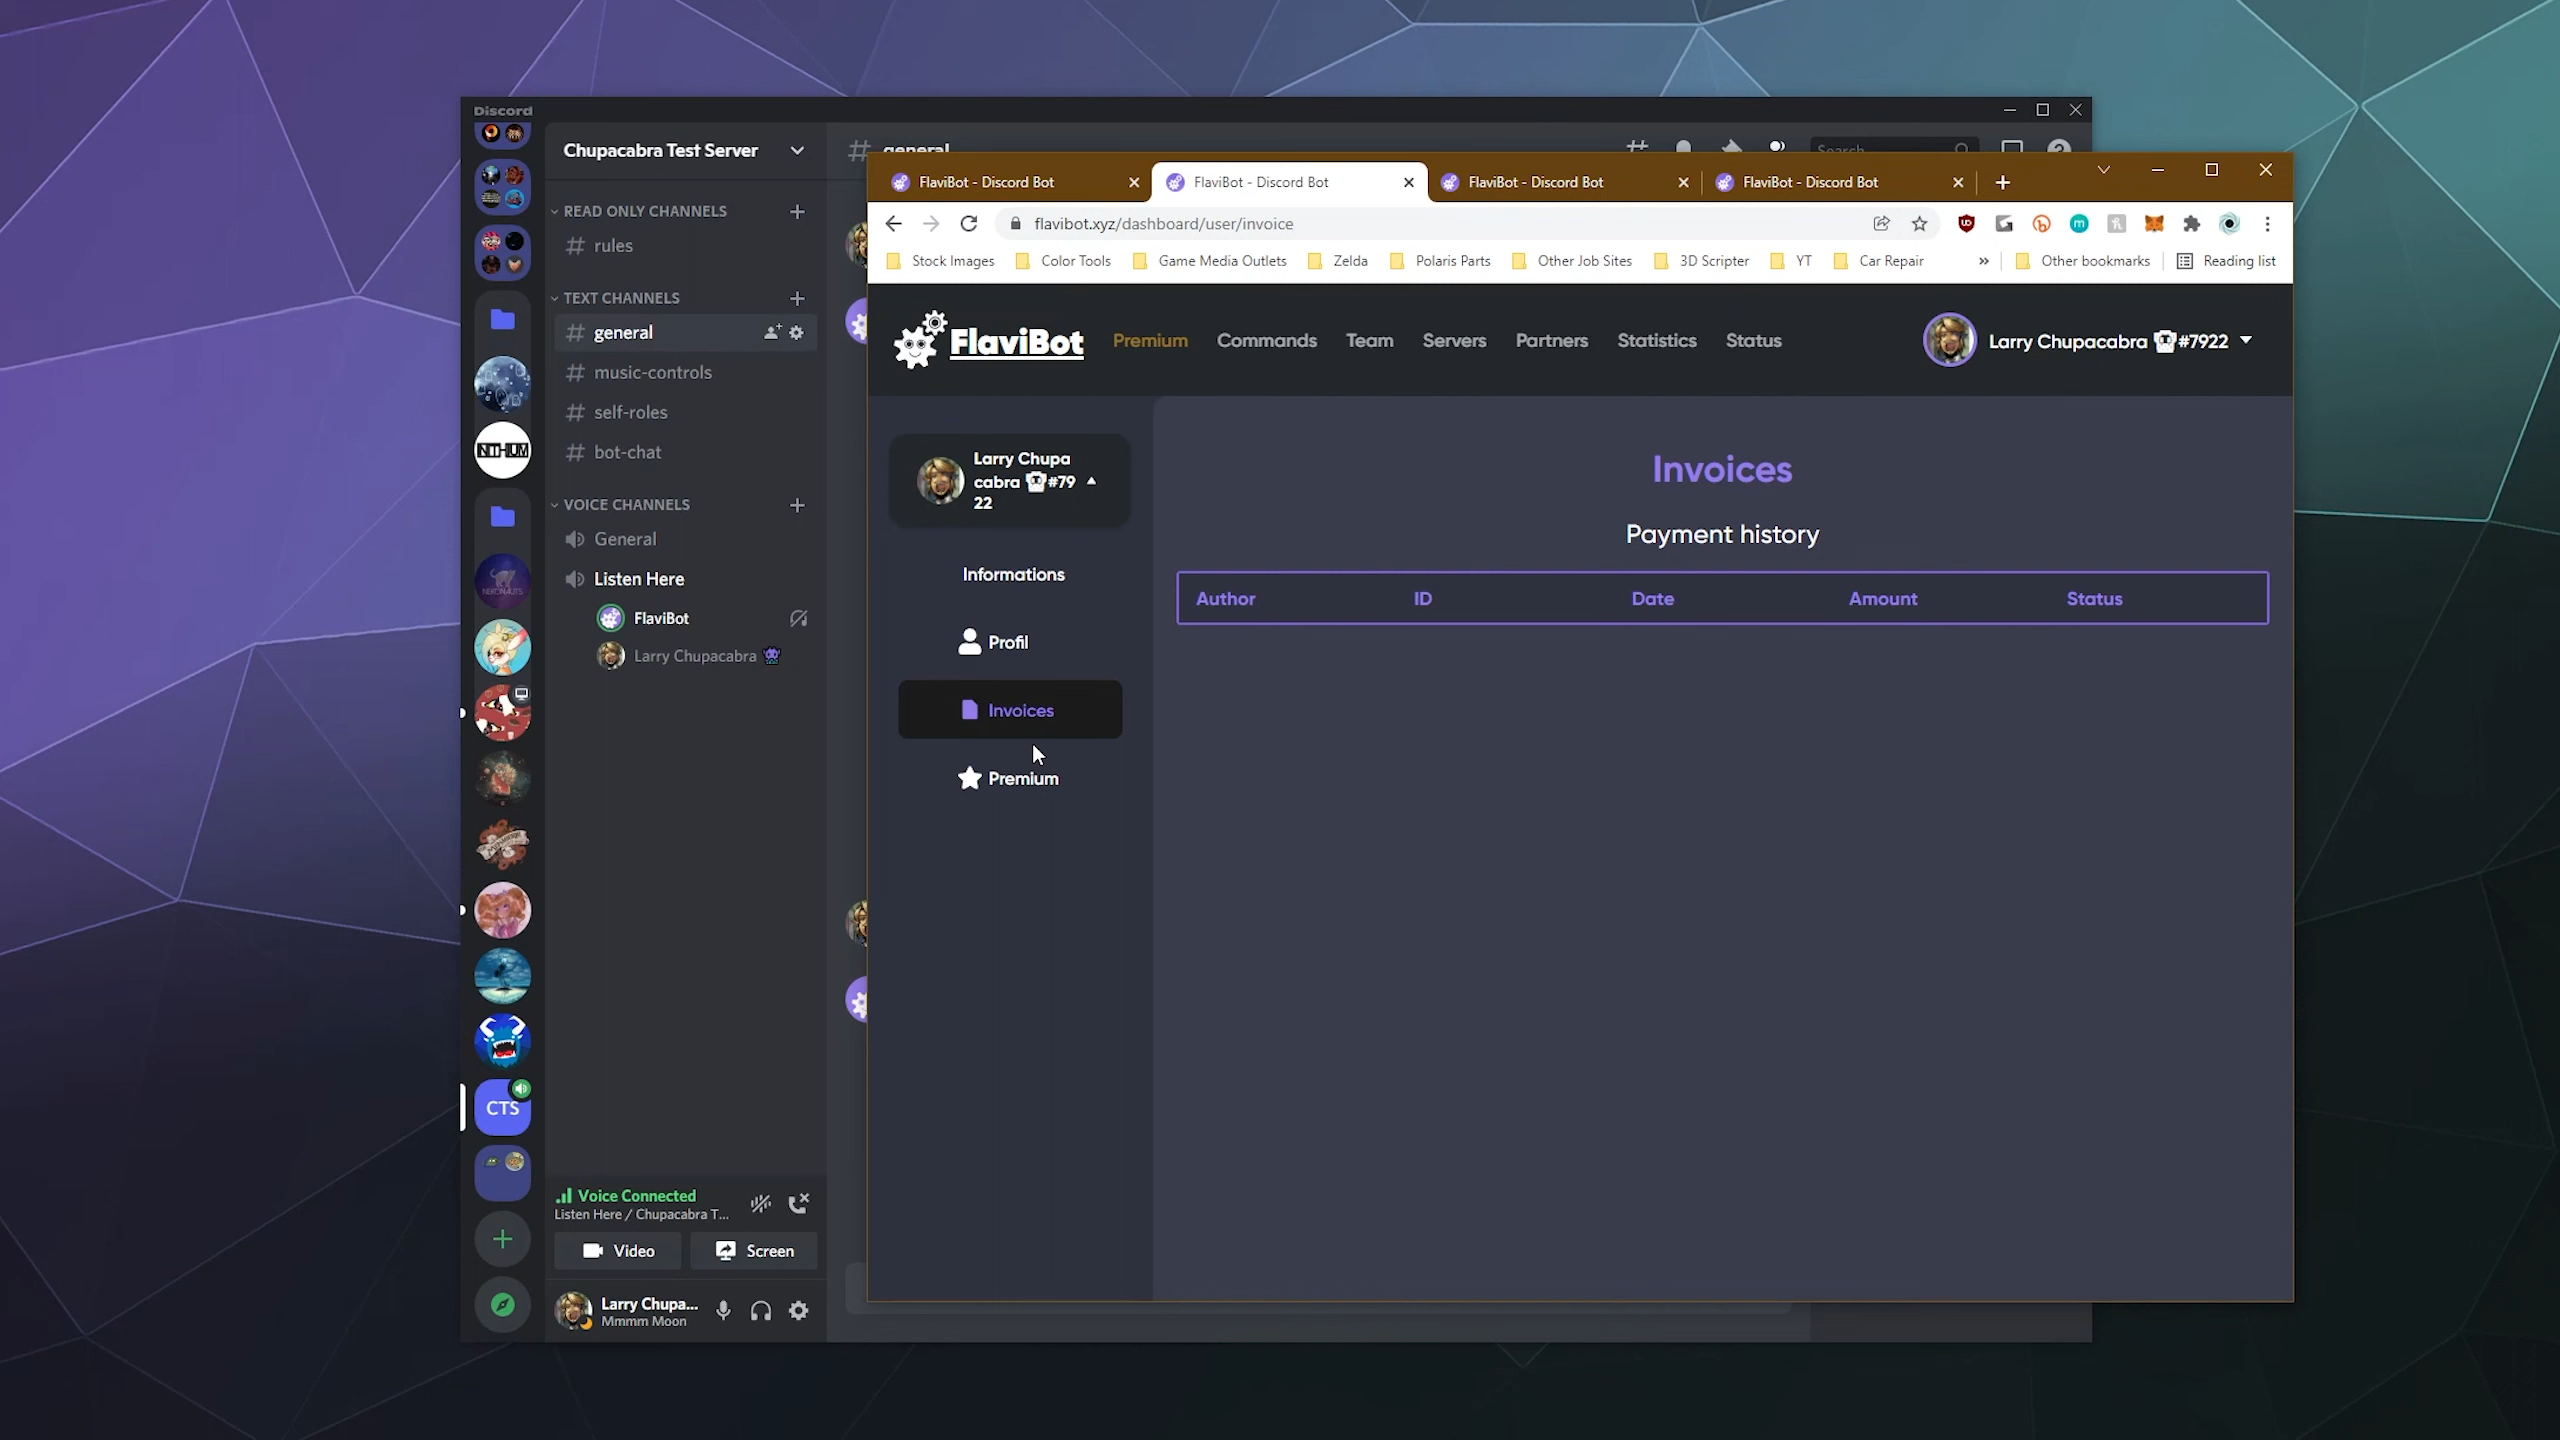 Discord
Chupacabra Test Server
general
Search
READ ONLY CHANNELS
rules
TEXT CHANNELS
general
music-controls
self-roles
bot-chat
VOICE CHANNELS
General
Listen Here
FlaviBot
Larry Chupacabra
CTS
Voice Connected
Listen Here / Chupacabra T...
Video
Screen
Larry Chupa...
Mmmm Moon
FlaviBot - Discord Bot
FlaviBot - Discord Bot
FlaviBot - Discord Bot
FlaviBot - Discord Bot
flavibot.xyz/dashboard/user/invoice
Stock Images
Color Tools
Game Media Outlets
Zelda
Polaris Parts
Other Job Sites
3D Scripter
YT
Car Repair
»
Other bookmarks
Reading list
FlaviBot
Premium
Commands
Team
Servers
Partners
Statistics
Status
Larry Chupacabra #7922
Larry Chupa
cabra #79
22
Informations
Profil
Invoices
Premium
Invoices
Payment history
Author ID Date Amount Status